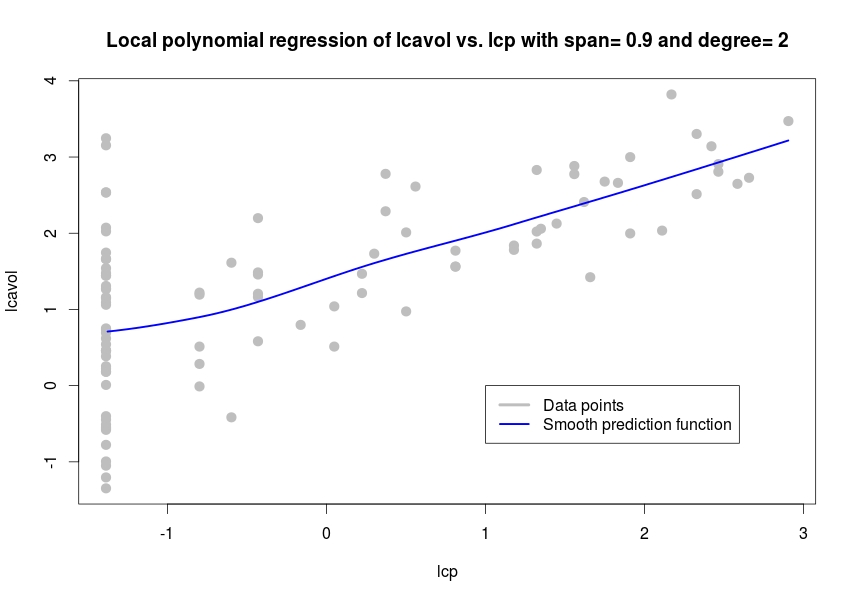 Local polynomial regression of lcavol vs. lcp with span= 0.9 and degree= 2
4
3
2
1
0
-1
lcavol
Data points
Smooth prediction function
-1
0
1
2
3
lcp